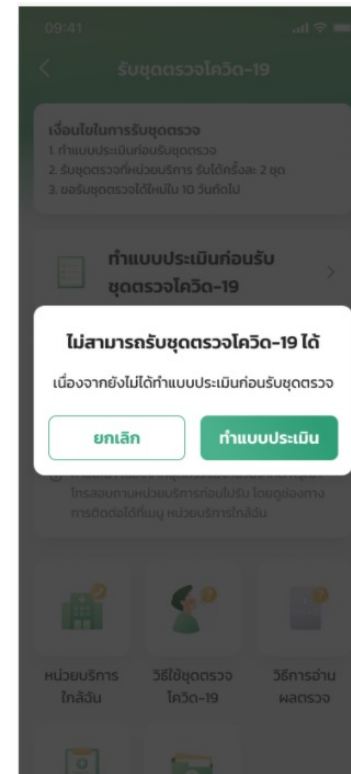 09:41
รับชุดตรวจโควิด-19
เงื่อนไขในการรับชุดตรวจ
1. ทำแบบประเมินก่อนรับชุดตรวจ
2. รับชุดตรวจที่หน่วยบริการ รับได้ครั้งละ 2 ชุด
3. ขอรับชุดตรวจได้ใหม่ใน 10 วันถัดไป
ทำแบบประเมินก่อนรับ
ชุดตรวจโควิด-19
ไม่สามารถรับชุดตรวจโควิด-19 ได้
เนื่องจากยังไม่ได้ทำแบบประเมินก่อนรับชุดตรวจ
ยกเลิก
ทำแบบประเมิน
โทรสอบถามหน่วยบริการก่อนไปรับ โดยดูช่องทาง
การติดต่อได้ที่เมนู หน่วยบริการใกล้ฉัน
หน่วยบริการ
ใกล้ฉัน
วิธีใช้ชุดตรวจ
โควิด-19
วิธีการอ่าน
ผลตรวจ